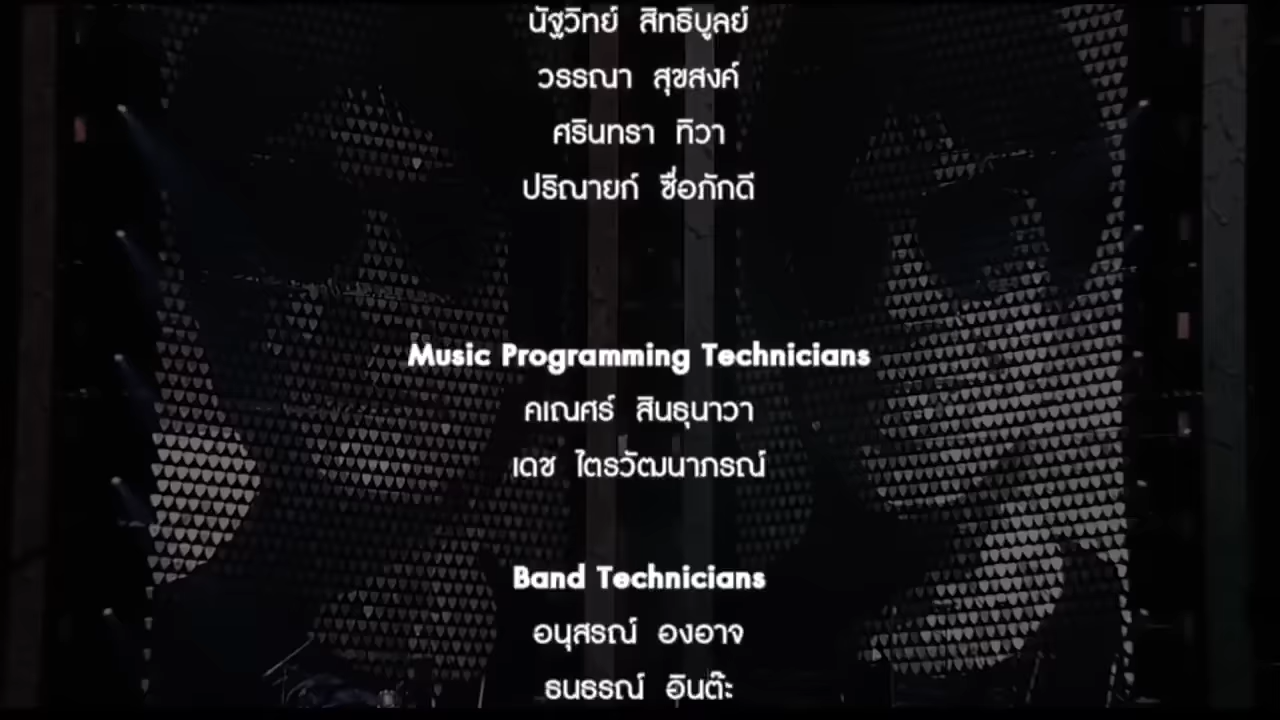 นัฐวิทย์ สิทธิบูลย์
วรรณา สุขสงค์
ศรินทรา ทิวา
ปริณายก์ ซื่อภักดี
Music Programming Technicians
คเณศร์ สินธุนาวา
เดช ไตรวัฒนาภรณ์
Band Technicians
อนุสรณ์ องอาจ
ธนธรณ์ อินต๊ะ